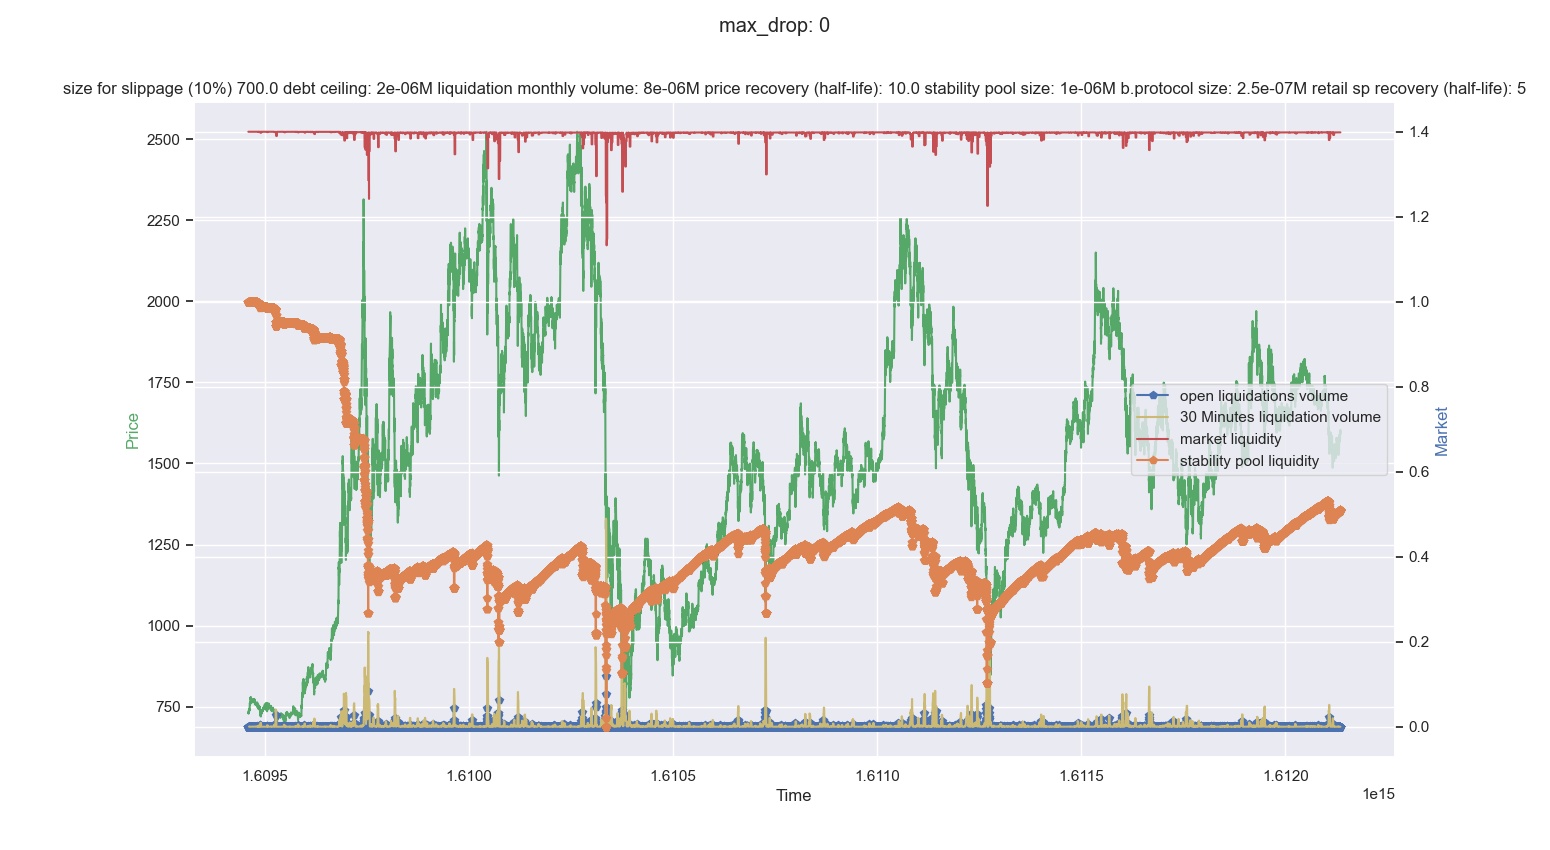 max_drop: 0
size for slippage (10%) 700.0 debt ceiling: 2e-06M liquidation monthly volume: 8e-06M price recovery (half-life): 10.0 stability pool size: 1e-06M b.protocol size: 2.5e-07M retail sp recovery (half-life): 5
2500
2250
2000
1750
1500
1250
1000
750
Price
1.4
1.2
1.0
0.8
0.6
0.4
0.2
0.0
Market
open liquidations volume
30 Minutes liquidation volume
market liquidity
stability pool liquidity
1.6095
1.6100
1.6105
1.6110
1.6115
1.6120
Time
1e15